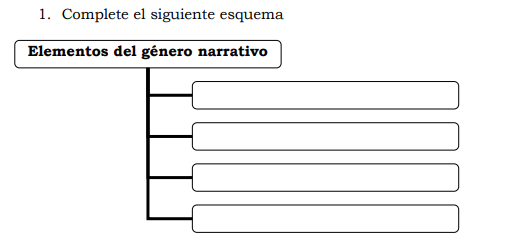 1. Complete el siguiente esquema
Elementos del género narrativo